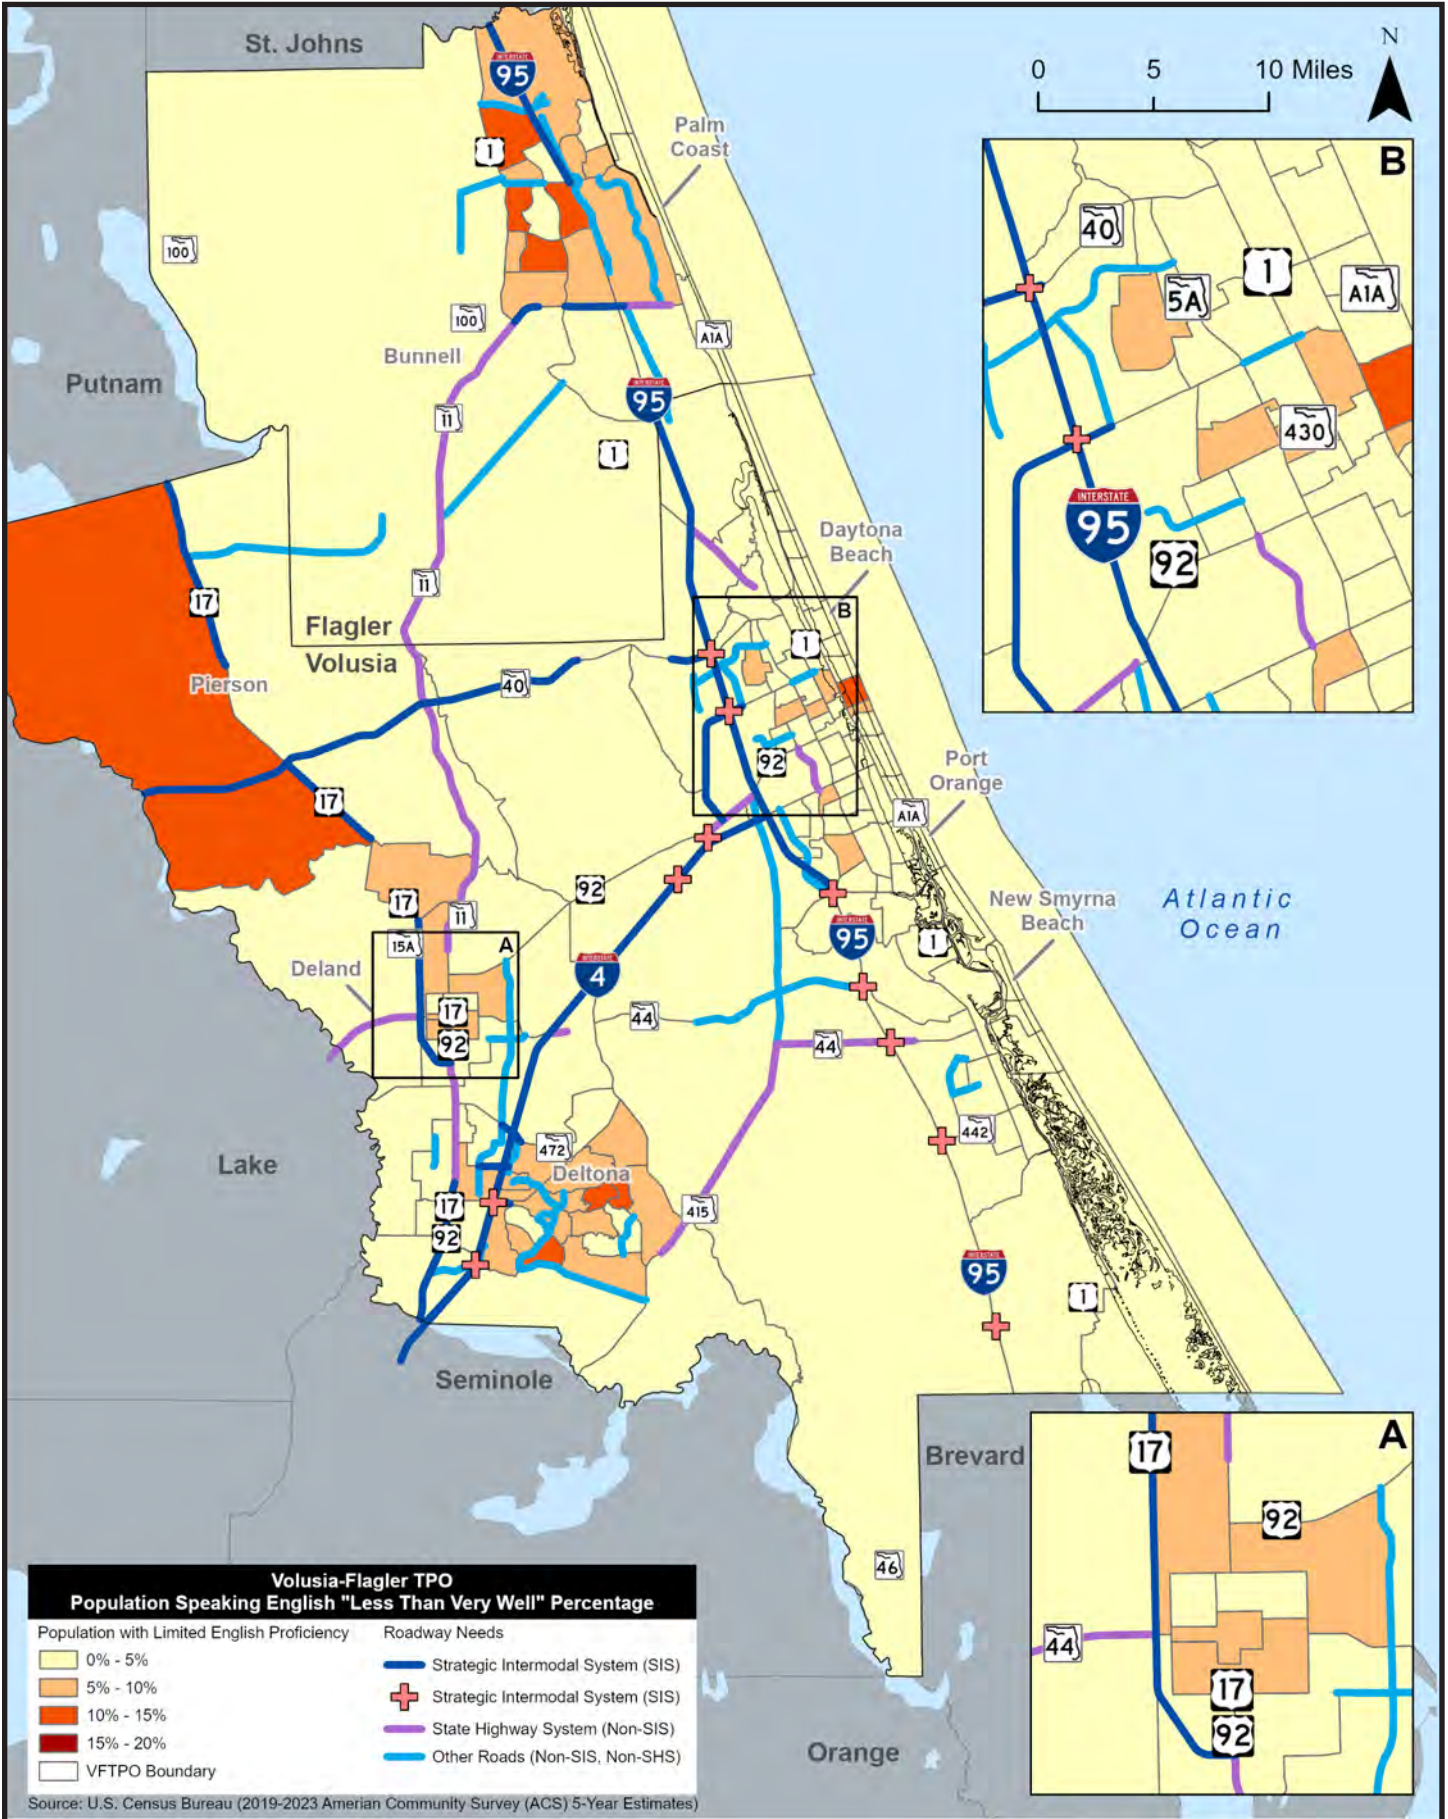 St. Johns
INTERSTATE
95
1
100
Palm
Coast
0 5 10 Miles
N
B
40
1
5A
A1A
430
INTERSTATE
95
92
Putnam
100
Bunnell
A1A
11
INTERSTATE
95
1
Daytona
Beach
11
17
Flagler
Volusia
B
1
Pierson
40
17
92
Port
Orange
A1A
92
17
11
New Smyrna
Beach
Atlantic
Ocean
15A
A
INTERSTATE
95
1
Deland
INTERSTATE
4
17
92
44
44
442
472
Lake
Deltona
17
92
415
INTERSTATE
95
1
Seminole
Brevard
46
Orange
A
17
92
44
17
92
Volusia-Flagler TPO
Population Speaking English "Less Than Very Well" Percentage
Population with Limited English Proficiency
0% - 5%
5% - 10%
10% - 15%
15% - 20%
VFTPO Boundary
Roadway Needs
Strategic Intermodal System (SIS)
Strategic Intermodal System (SIS)
State Highway System (Non-SIS)
Other Roads (Non-SIS, Non-SHS)
Source: U.S. Census Bureau (2019-2023 Amerian Community Survey (ACS) 5-Year Estimates)